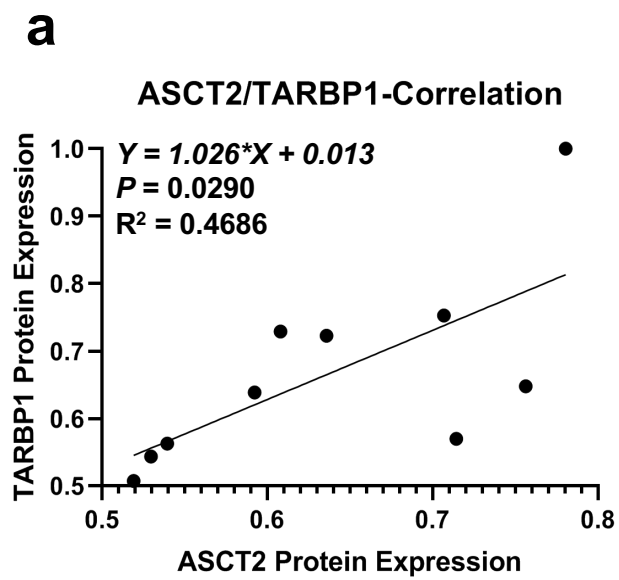 a
ASCT2/TARBP1-Correlation
Y = 1.026*X + 0.013
P = 0.0290
R² = 0.4686
TARBP1 Protein Expression
1.0
0.9
0.8
0.7
0.6
0.5
0.5 0.6 0.7 0.8
ASCT2 Protein Expression